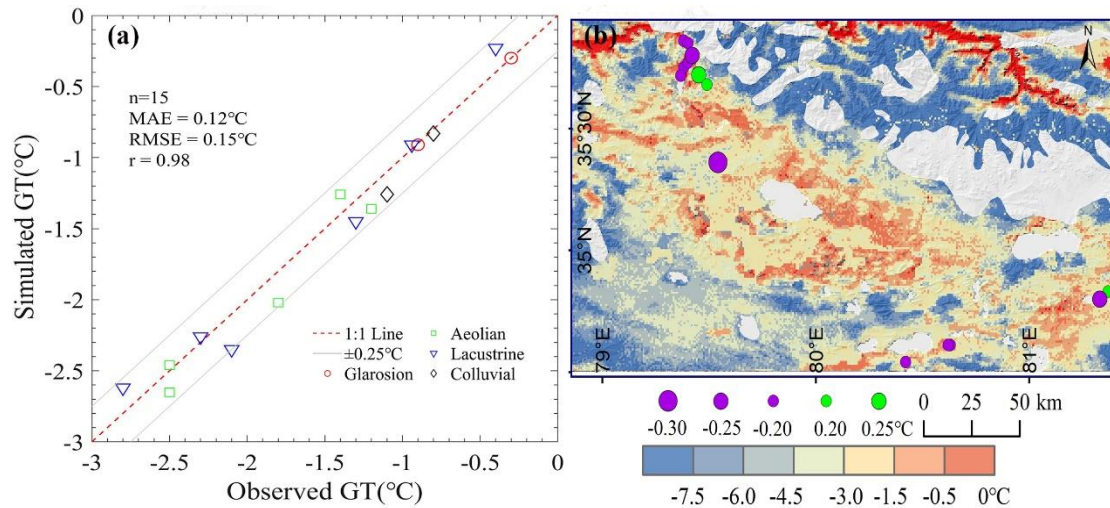 (a)
n=15
MAE = 0.12°C
RMSE = 0.15°C
r = 0.98
0
-0.5
-1
-1.5
-2
-2.5
-3
Simulated GT(°C)
1:1 Line
±0.25°C
Glarosion
Aeolian
Lacustrine
Colluvial
-3 -2.5 -2 -1.5 -1 -0.5 0
Observed GT(°C)
(b)
N
35°30'N
35°N
79°E 80°E 81°E
-0.30 -0.25 -0.20 0.20 0.25°C
0 25 50 km
-7.5 -6.0 -4.5 -3.0 -1.5 -0.5 0°C